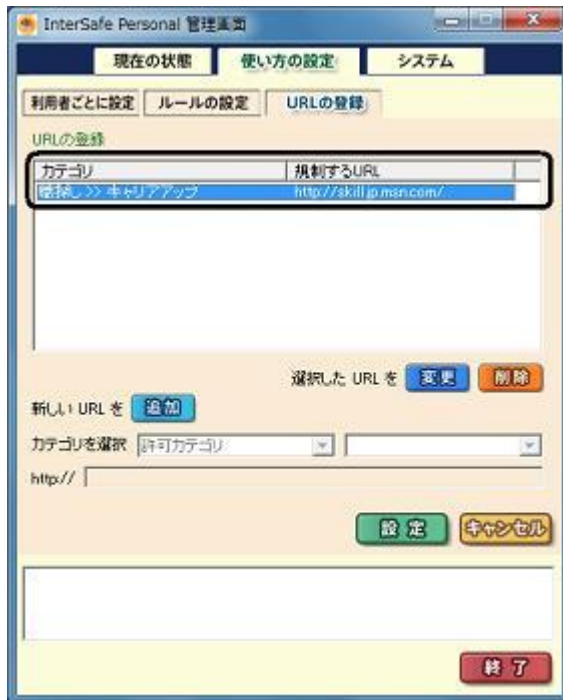 InterSafe Personal 管理画面
現在の状態 使い方の設定 システム
利用者ごとに設定 ルールの設定 URLの登録
URLの登録
カテゴリ 規制するURL
職探し >> キャリアアップ http://skill.jp.msn.com/
選択した URL を 変更 削除
新しい URL を 追加
カテゴリを選択 許可カテゴリ
http://
設定 キャンセル
終了